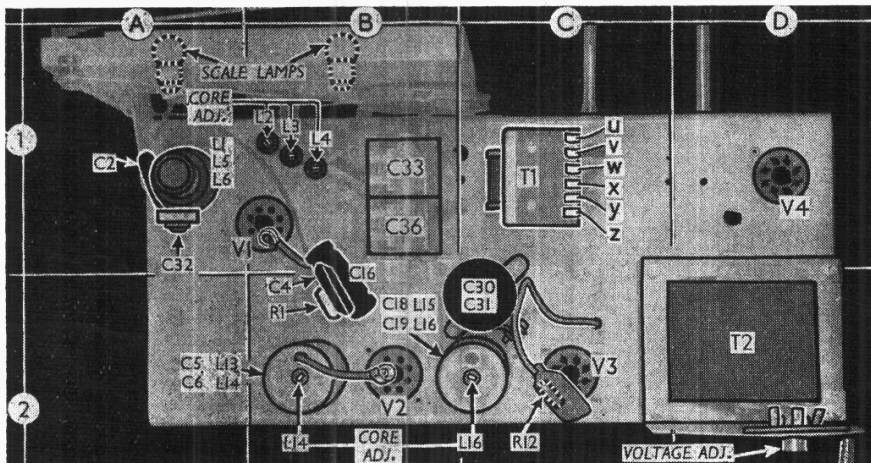 A
B
C
D
SCALE LAMPS
CORE
ADJ.
L2
L3
L4
1
C2
L1
L5
L6
C33
T1
u
v
w
x
y
z
V4
C36
V1
C32
C16
C4
R1
C30
C31
C18 L15
C19 L16
T2
C5 L13
C6 L14
V3
V2
2
L14
CORE
ADJ.
L16
R12
VOLTAGE ADJ.